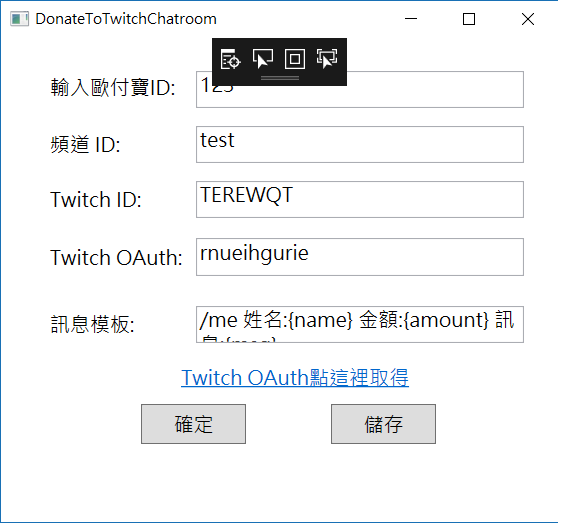 DonateToTwitchChatroom
輸入歐付寶ID:
123
頻道 ID:
test
Twitch ID:
TEREWQT
Twitch OAuth:
rnueihgurie
訊息模板:
/me 姓名:{name} 金額:{amount} 訊
息:{msg}
Twitch OAuth點這裡取得
確定
儲存